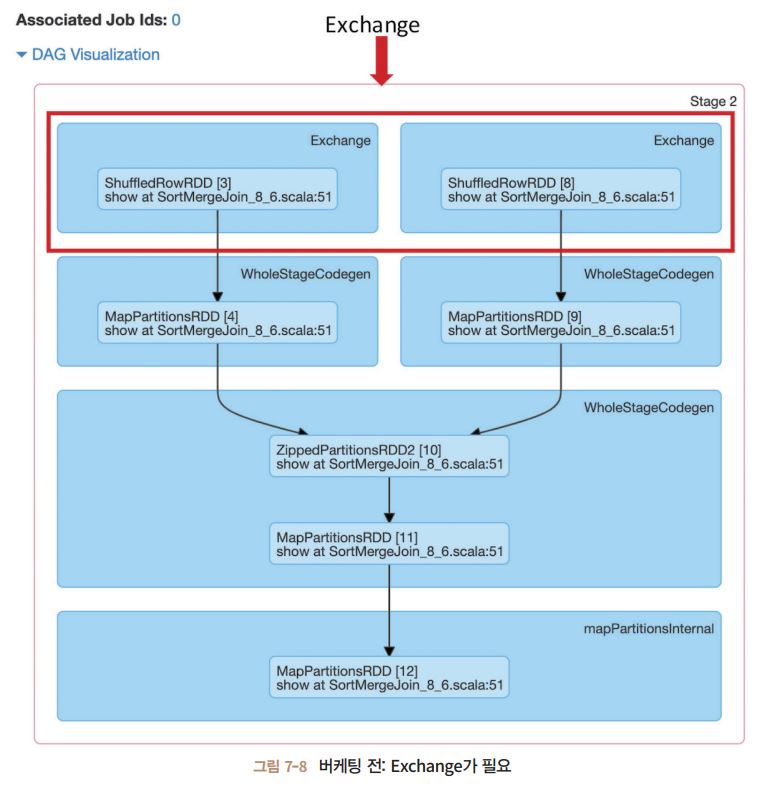 Associated Job Ids: 0
Exchange
DAG Visualization
Stage 2
Exchange
ShuffledRowRDD [3]
show at SortMergeJoin_8_6.scala:51
Exchange
ShuffledRowRDD [8]
show at SortMergeJoin_8_6.scala:51
WholeStageCodegen
MapPartitionsRDD [4]
show at SortMergeJoin_8_6.scala:51
WholeStageCodegen
MapPartitionsRDD [9]
show at SortMergeJoin_8_6.scala:51
WholeStageCodegen
ZippedPartitionsRDD2 [10]
show at SortMergeJoin_8_6.scala:51
MapPartitionsRDD [11]
show at SortMergeJoin_8_6.scala:51
mapPartitionsInternal
MapPartitionsRDD [12]
show at SortMergeJoin_8_6.scala:51
그림 7-8 버케팅 전: Exchange가 필요